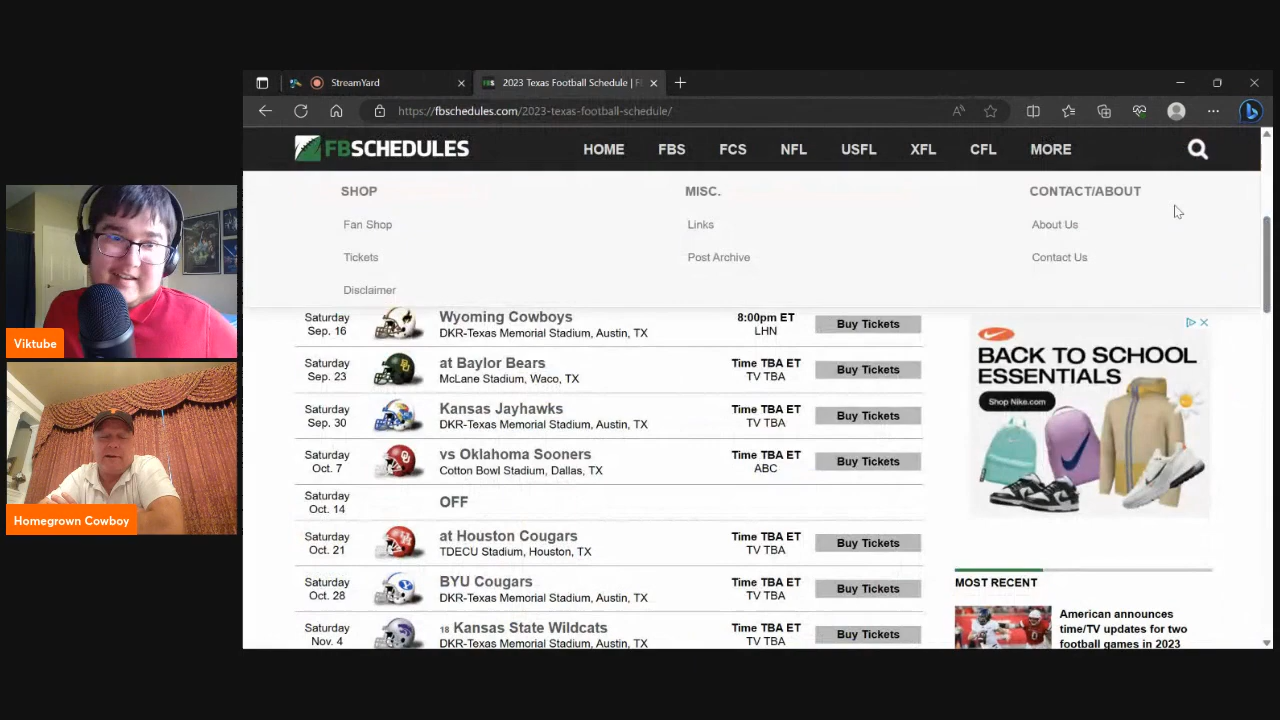 StreamYard
2023 Texas Football Schedule | F
https://fbschedules.com/2023-texas-football-schedule/
FBSCHEDULES
HOME
FBS
FCS
NFL
USFL
XFL
CFL
MORE
SHOP
Fan Shop
Tickets
Disclaimer
MISC.
Links
Post Archive
CONTACT/ABOUT
About Us
Contact Us
Saturday
Sep. 16
Wyoming Cowboys
DKR-Texas Memorial Stadium, Austin, TX
8:00pm ET
LHN
Buy Tickets
Saturday
Sep. 23
at Baylor Bears
McLane Stadium, Waco, TX
Time TBA ET
TV TBA
Buy Tickets
Saturday
Sep. 30
Kansas Jayhawks
DKR-Texas Memorial Stadium, Austin, TX
Time TBA ET
TV TBA
Buy Tickets
Saturday
Oct. 7
vs Oklahoma Sooners
Cotton Bowl Stadium, Dallas, TX
Time TBA ET
ABC
Buy Tickets
Saturday
Oct. 14
OFF
Saturday
Oct. 21
at Houston Cougars
TDECU Stadium, Houston, TX
Time TBA ET
TV TBA
Buy Tickets
Saturday
Oct. 28
BYU Cougars
DKR-Texas Memorial Stadium, Austin, TX
Time TBA ET
TV TBA
Buy Tickets
Saturday
Nov. 4
18 Kansas State Wildcats
DKR-Texas Memorial Stadium, Austin, TX
Time TBA ET
TV TBA
Buy Tickets
BACK TO SCHOOL
ESSENTIALS
Shop Nike.com
MOST RECENT
American announces
time/TV updates for two
football games in 2023
Viktube
Homegrown Cowboy